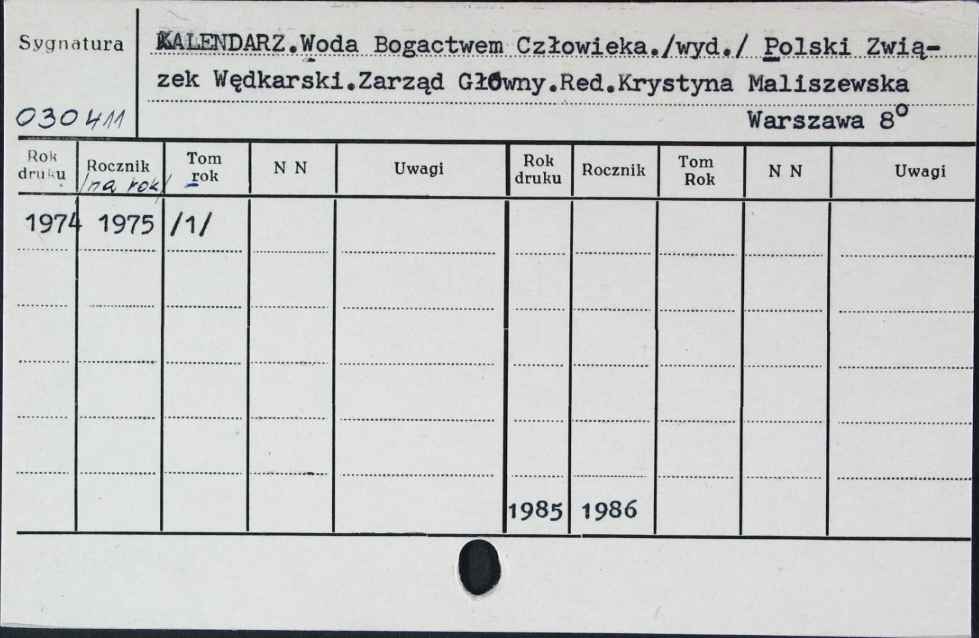 Sygnatura
KALENDARZ.Woda Bogactwem Człowieka./wyd./ Polski Zwią-
zek Wędkarski.Zarząd Główny.Red.Krystyna Maliszewska
030411
Warszawa 8°
Rok druku Rocznik /na rok/ Tom rok N N Uwagi Rok druku Rocznik Tom Rok N N Uwagi
1974 1975 /1/
1985 1986